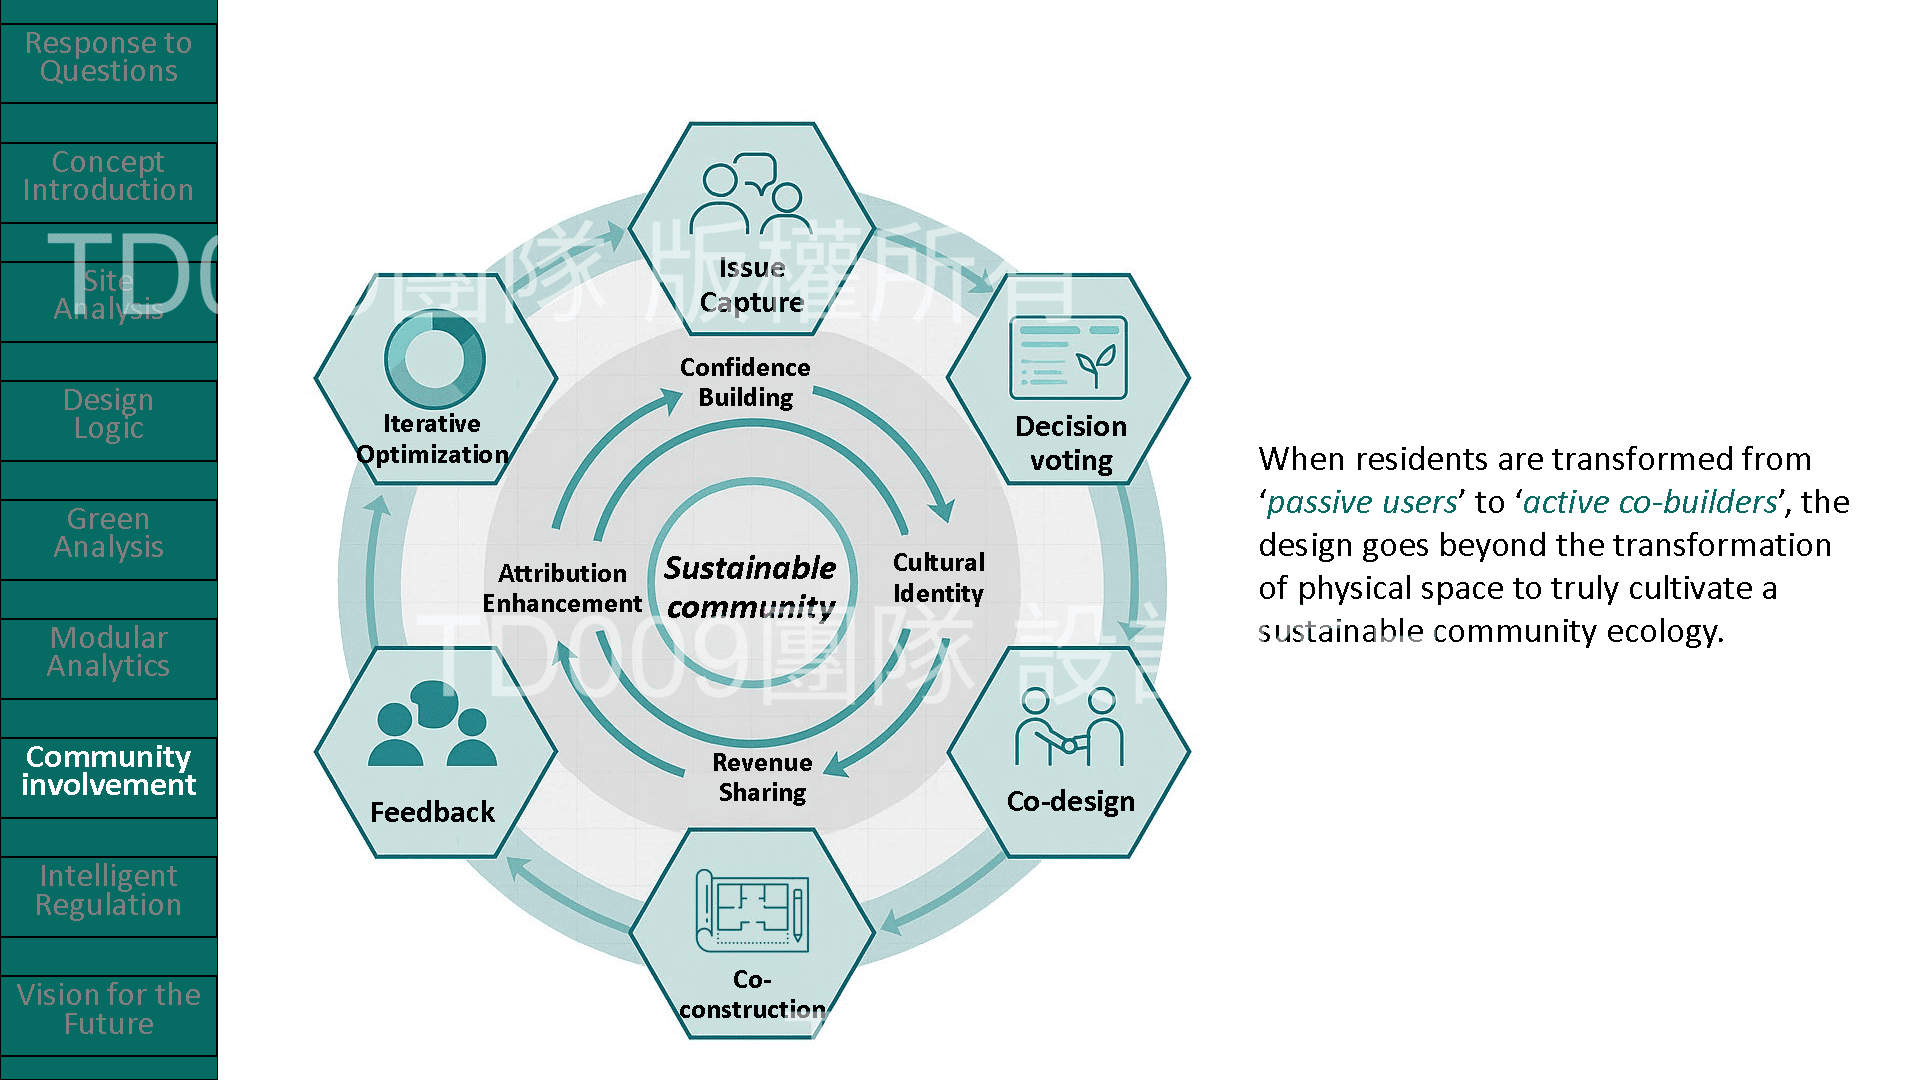 Response to
Questions
Concept
Introduction
Site
Analysis
Design
Logic
Green
Analysis
Modular
Analytics
Community
involvement
Intelligent
Regulation
Vision for the
Future
TD009團隊 版權所有
Issue
Capture
Decision
voting
Co-design
Co-
construction
Feedback
Iterative
Optimization
Confidence
Building
Cultural
Identity
Revenue
Sharing
Attribution
Enhancement
Sustainable
community
TD009團隊 設
When residents are transformed from
‘passive users’ to ‘active co-builders’, the
design goes beyond the transformation
of physical space to truly cultivate a
sustainable community ecology.